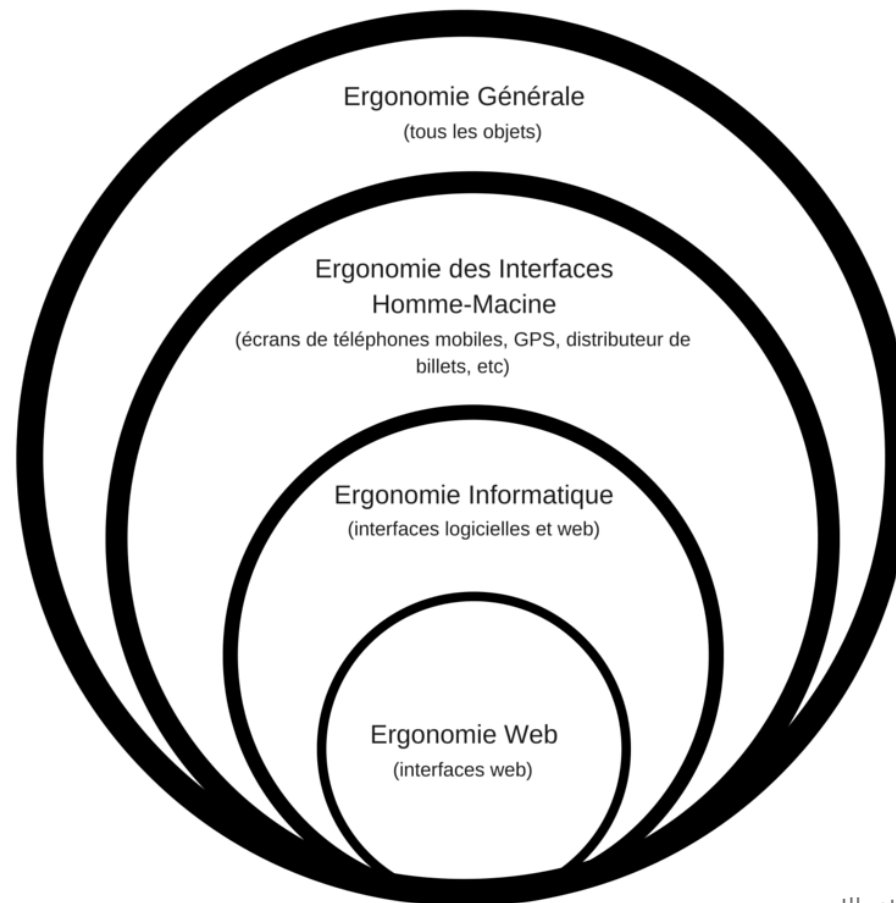 Ergonomie Générale
(tous les objets)
Ergonomie des Interfaces
Homme-Macine
(écrans de téléphones mobiles, GPS, distributeur de
billets, etc)
Ergonomie Informatique
(interfaces logicielles et web)
Ergonomie Web
(interfaces web)